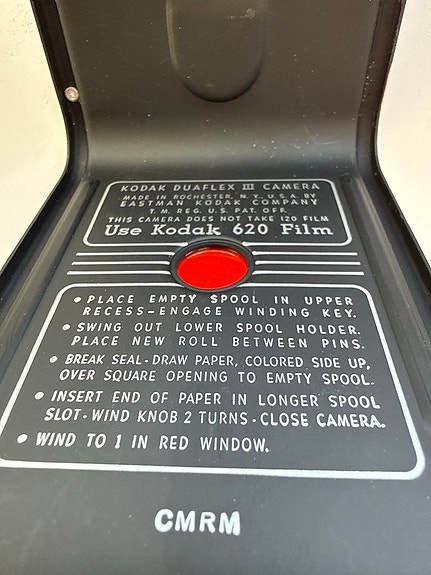 KODAK DUAFLEX III CAMERA
MADE IN ROCHESTER, N.Y., U.S.A. BY
EASTMAN KODAK COMPANY
T. M. REG. U.S. PAT. OFF.
THIS CAMERA DOES NOT TAKE 120 FILM
Use Kodak 620 Film
• PLACE EMPTY SPOOL IN UPPER
RECESS-ENGAGE WINDING KEY.
• SWING OUT LOWER SPOOL HOLDER.
PLACE NEW ROLL BETWEEN PINS.
• BREAK SEAL-DRAW PAPER, COLORED SIDE UP,
OVER SQUARE OPENING TO EMPTY SPOOL.
• INSERT END OF PAPER IN LONGER SPOOL
SLOT-WIND KNOB 2 TURNS-CLOSE CAMERA.
• WIND TO 1 IN RED WINDOW.
CMRM